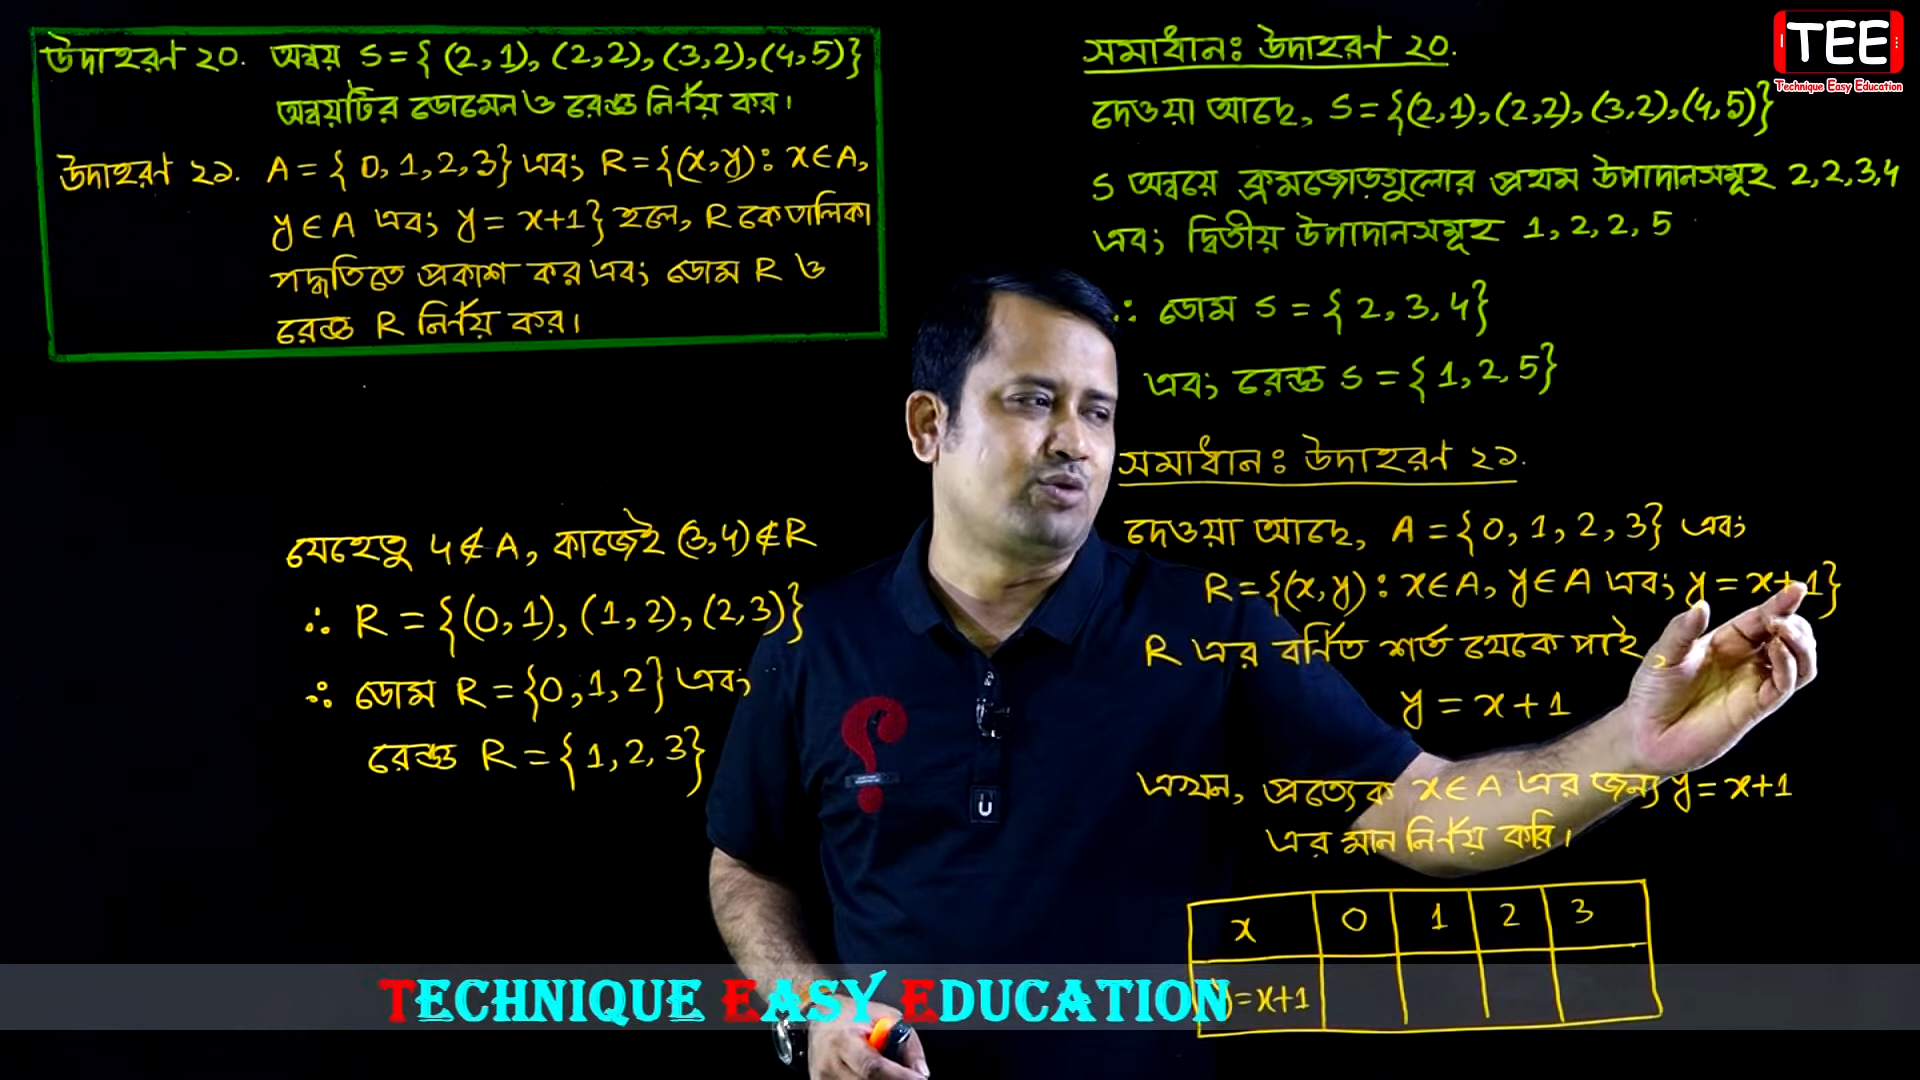 উদাহরণ ২০. অন্বয় S = { (2,1), (2,2), (3,2), (4,5)}
অন্বয়টির ডোমেন ও রেঞ্জ নির্ণয় কর।
উদাহরণ ২১. A = { 0, 1, 2, 3} এবং R = {(x,y) : x∈A,
y∈A এবং y = x+1} হলে, R কে তালিকা
পদ্ধতিতে প্রকাশ কর এবং ডোম R ও
রেঞ্জ R নির্ণয় কর।
যেহেতু 4∉A, কাজেই (3,4)∉R
∴ R = {(0,1), (1,2), (2,3)}
∴ ডোম R = {0,1,2} এবং
রেঞ্জ R = {1,2,3}
সমাধানঃ উদাহরণ ২০.
দেওয়া আছে, S = {(2,1), (2,2), (3,2), (4,5)}
S অন্বয়ে ক্রমজোড়গুলোর প্রথম উপাদানসমূহ 2,2,3,4
এবং দ্বিতীয় উপাদানসমূহ 1,2,2,5
∴ ডোম S = {2,3,4}
এবং রেঞ্জ S = {1,2,5}
সমাধানঃ উদাহরণ ২১.
দেওয়া আছে, A = {0,1,2,3} এবং
R = {(x,y) : x∈A, y∈A এবং y = x+1}
R এর বর্ণিত শর্ত থেকে পাই,
y = x+1
এখন, প্রত্যেক x∈A এর জন্য y = x+1
এর মান নির্ণয় করি।
x 0 1 2 3
y=x+1
TEE
Technique Easy Education
TECHNIQUE EASY EDUCATION
U